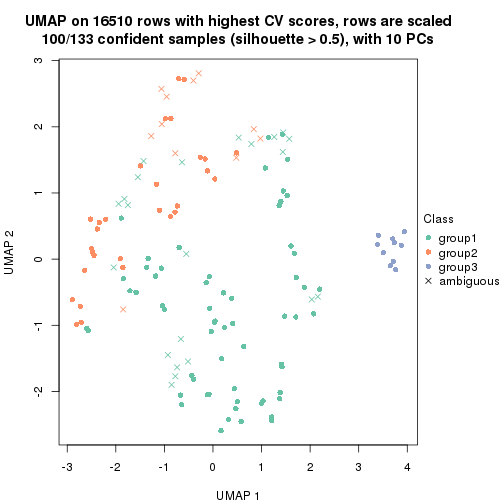 UMAP on 16510 rows with highest CV scores, rows are scaled
100/133 confident samples (silhouette > 0.5), with 10 PCs
3
2
1
0
-1
-2
UMAP 2
-3 -2 -1 0 1 2 3 4
UMAP 1
Class
group1
group2
group3
ambiguous